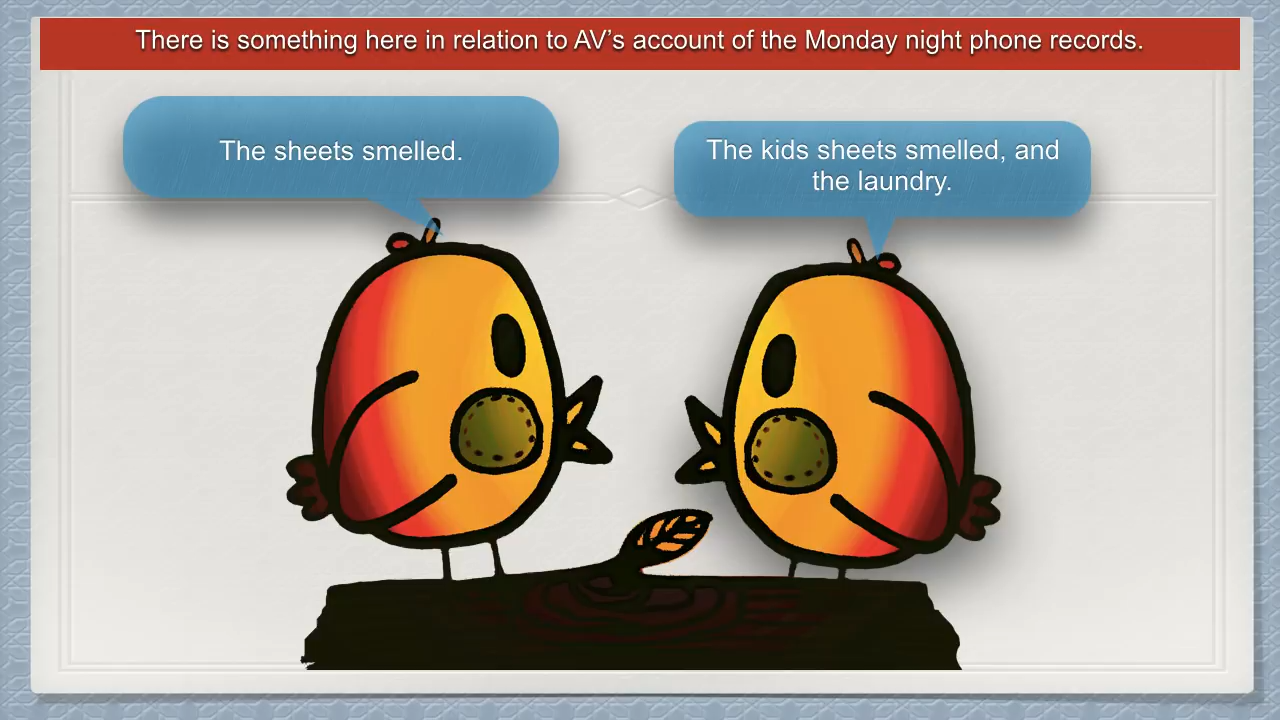 There is something here in relation to AV’s account of the Monday night phone records.
The sheets smelled.
The kids sheets smelled, and
the laundry.